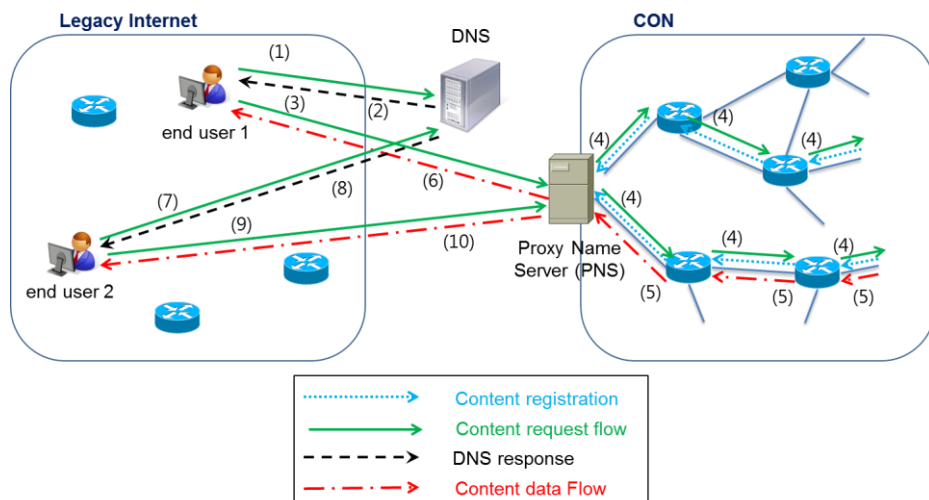 Legacy Internet
CON
DNS
(1)
(3)
(2)
end user 1
(4)
(4)
(4)
(6)
(8)
(7)
(9)
(10)
Proxy Name
Server (PNS)
(4)
(4)
(4)
(5)
(5)
(5)
end user 2
Content registration
Content request flow
DNS response
Content data Flow